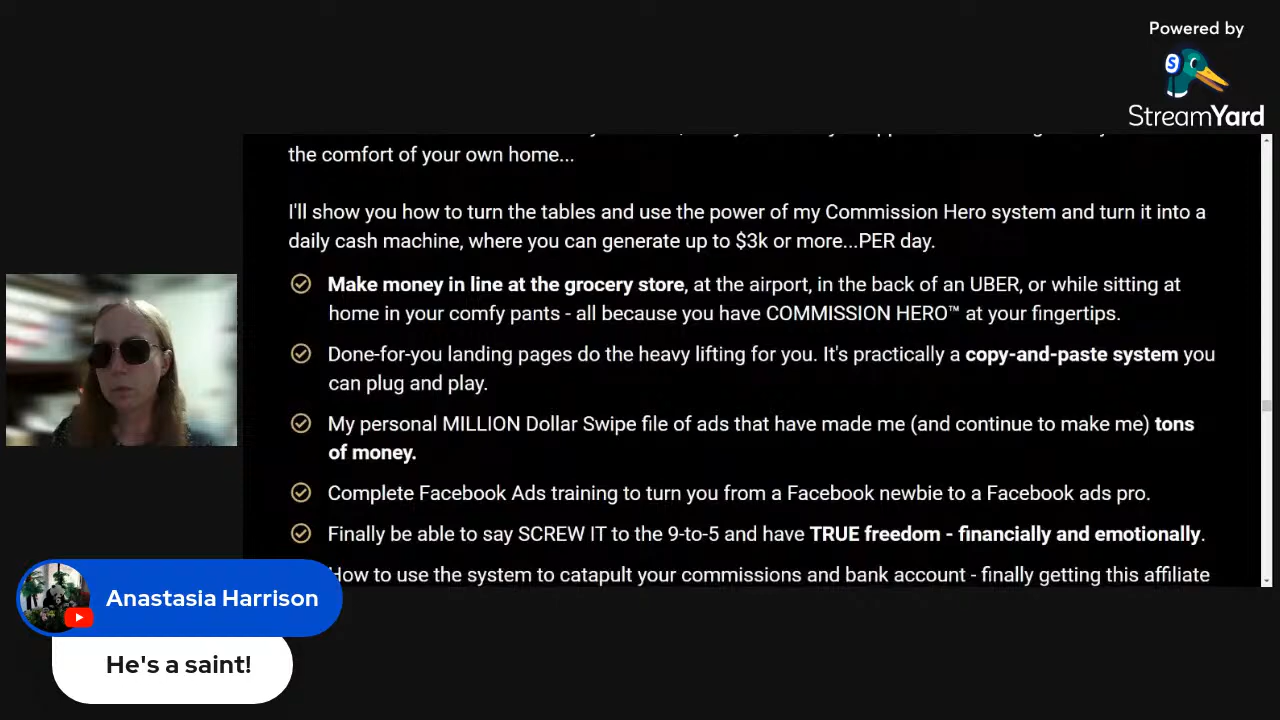 Powered by
StreamYard
the comfort of your own home...
I'll show you how to turn the tables and use the power of my Commission Hero system and turn it into a
daily cash machine, where you can generate up to $3k or more...PER day.
Make money in line at the grocery store, at the airport, in the back of an UBER, or while sitting at
home in your comfy pants - all because you have COMMISSION HERO™ at your fingertips.
Done-for-you landing pages do the heavy lifting for you. It's practically a copy-and-paste system you
can plug and play.
My personal MILLION Dollar Swipe file of ads that have made me (and continue to make me) tons
of money.
Complete Facebook Ads training to turn you from a Facebook newbie to a Facebook ads pro.
Finally be able to say SCREW IT to the 9-to-5 and have TRUE freedom - financially and emotionally.
How to use the system to catapult your commissions and bank account - finally getting this affiliate
Anastasia Harrison
He's a saint!